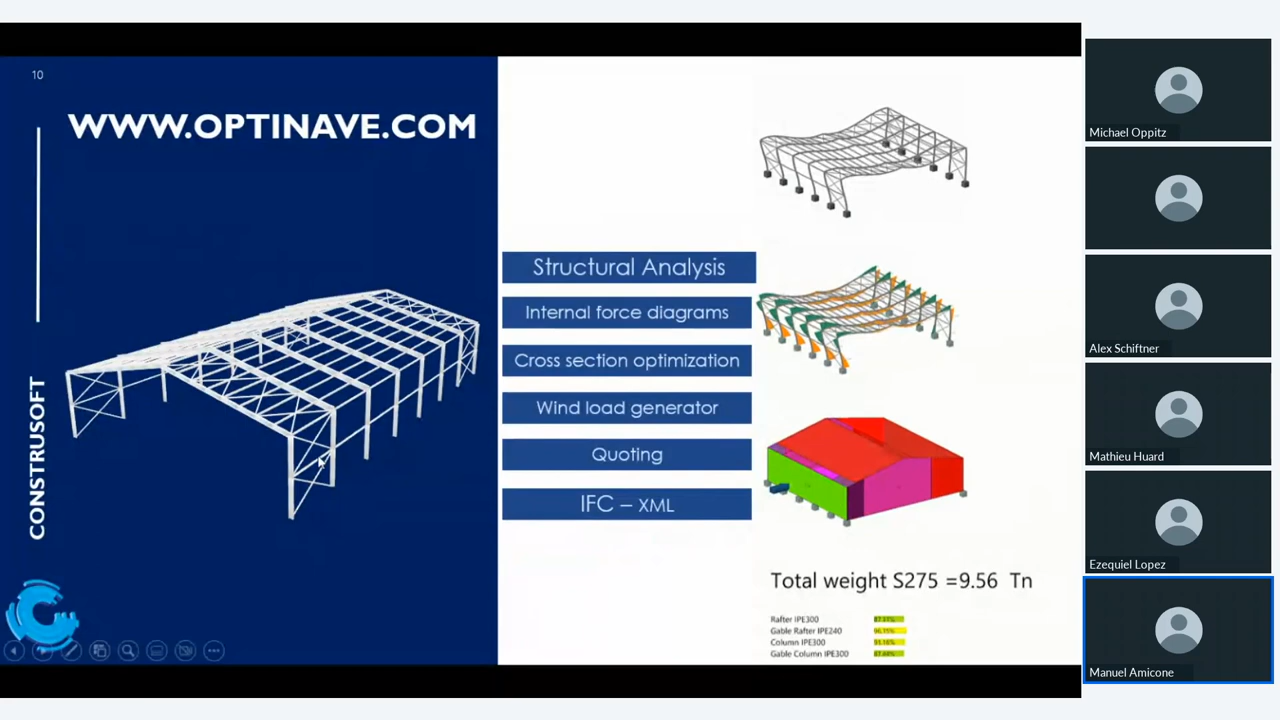 10
WWW.OPTINAVE.COM
CONSTRUSOFT
Structural Analysis
Internal force diagrams
Cross section optimization
Wind load generator
Quoting
IFC – XML
Total weight S275 =9.56 Tn
Rafter IPE300
Gable Rafter IPE240
Column IPE300
Gable Column IPE300
Michael Oppitz
Alex Schiftner
Mathieu Huard
Ezequiel Lopez
Manuel Amicone